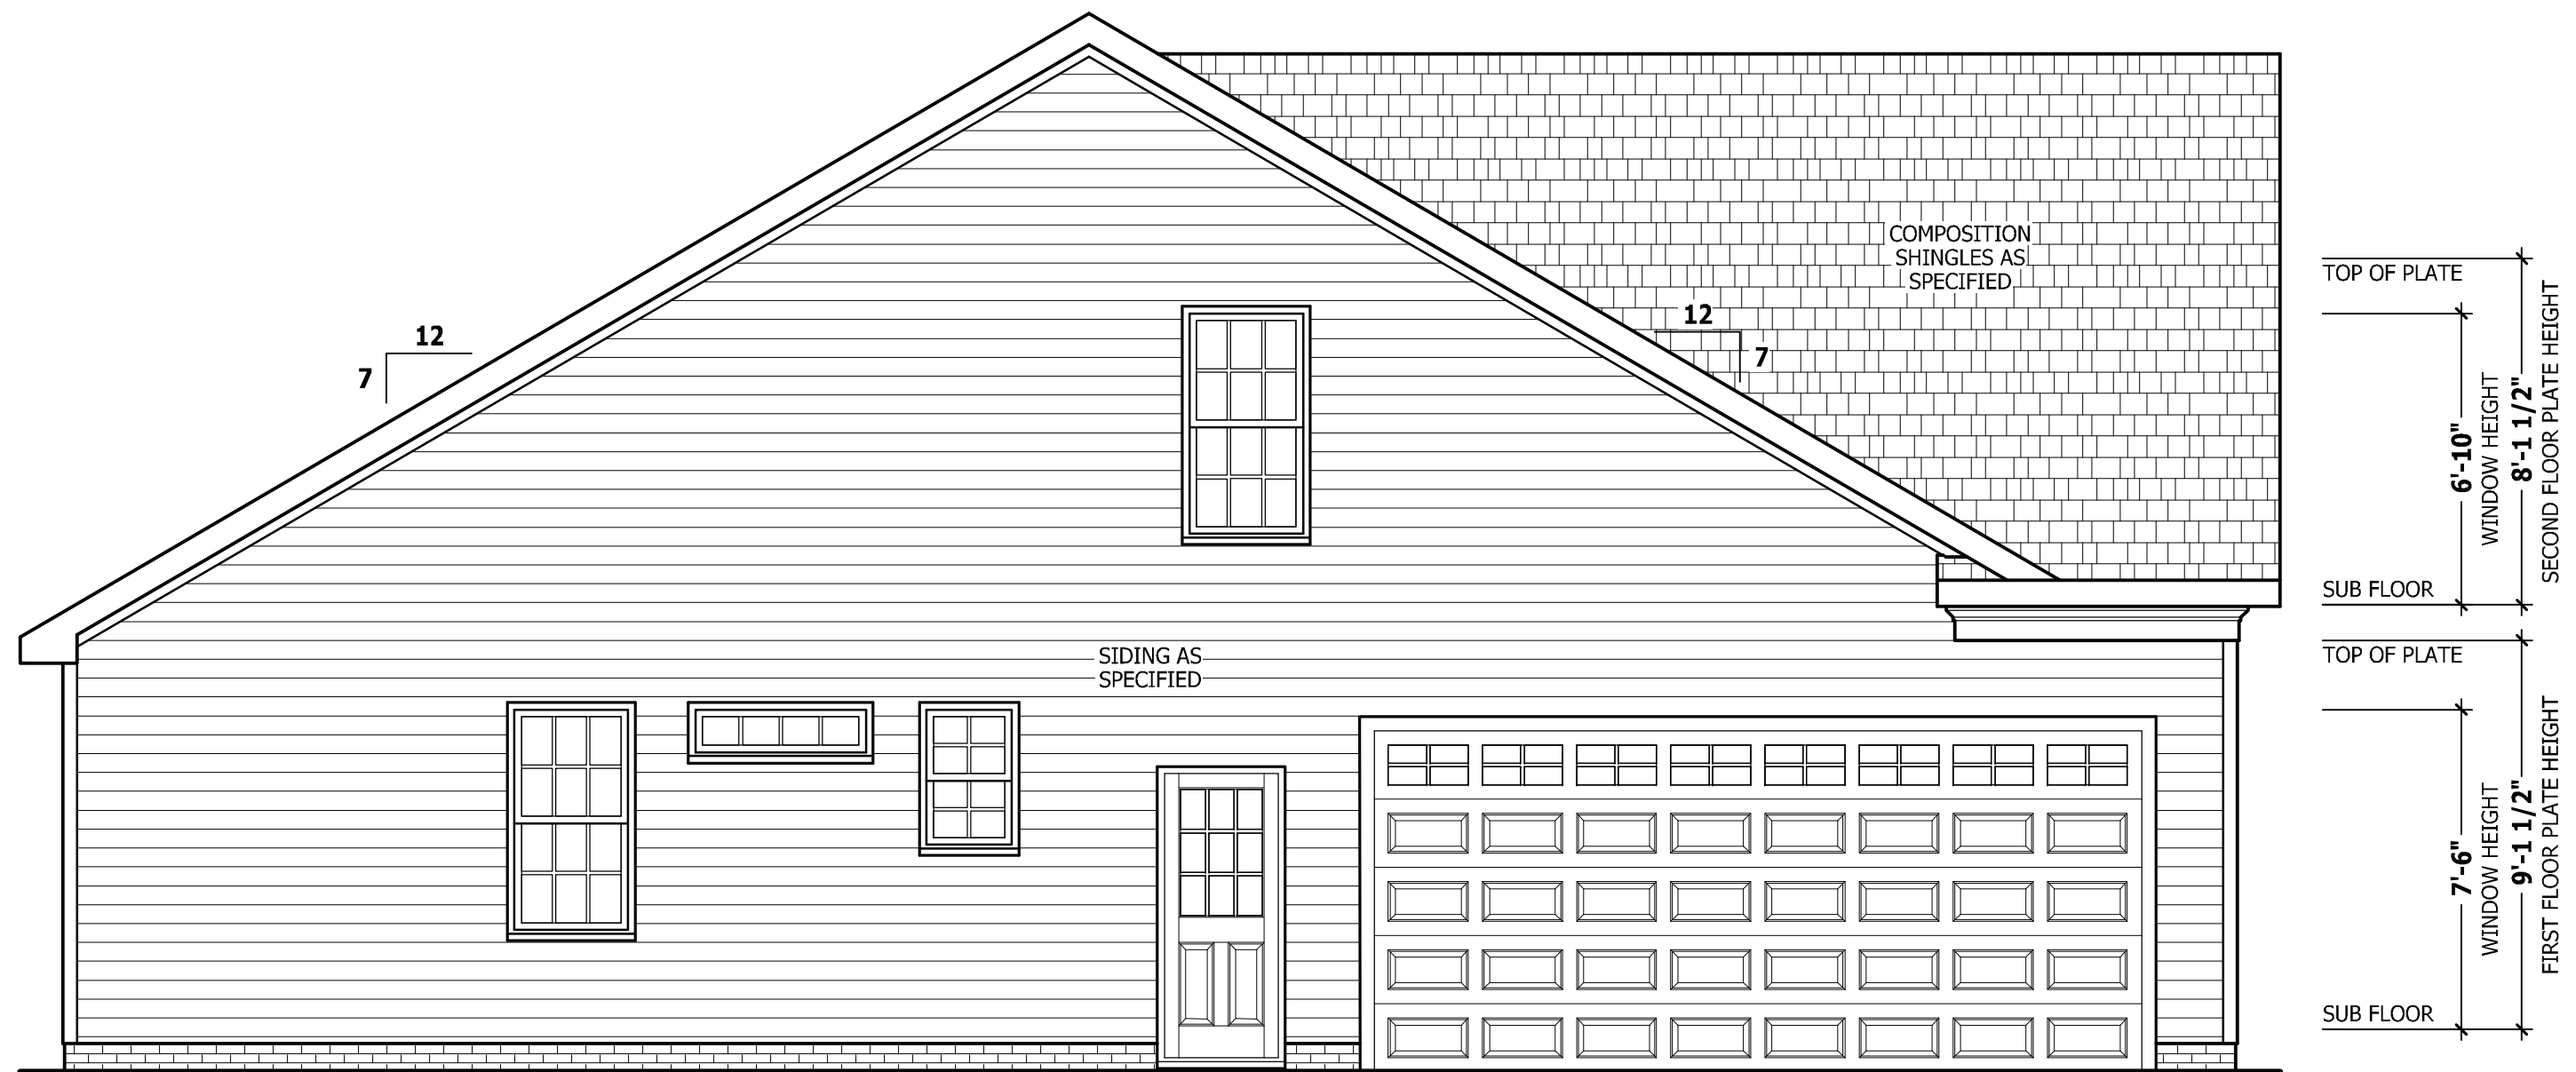 COMPOSITION
SHINGLES AS
SPECIFIED
12
7
12
7
SIDING AS
SPECIFIED
TOP OF PLATE
6'-10"
WINDOW HEIGHT
8'-1 1/2"
SECOND FLOOR PLATE HEIGHT
SUB FLOOR
TOP OF PLATE
7'-6"
WINDOW HEIGHT
9'-1 1/2"
FIRST FLOOR PLATE HEIGHT
SUB FLOOR